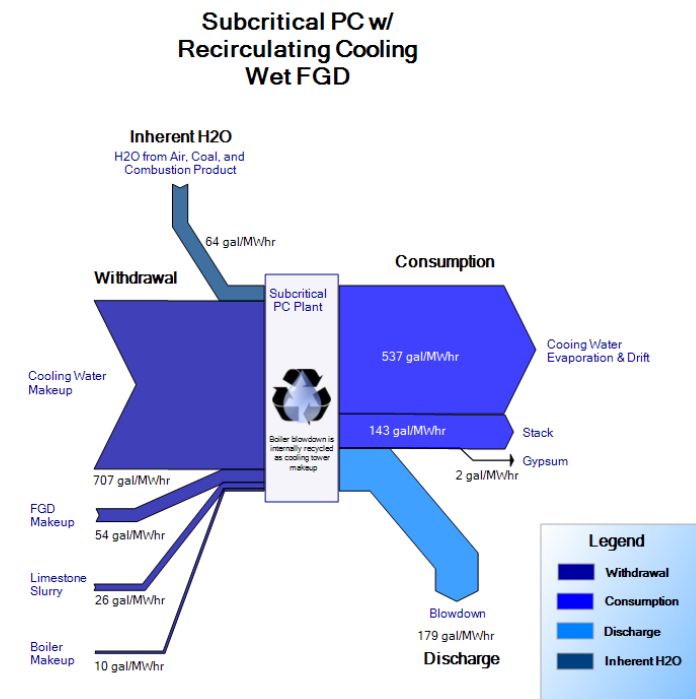 Subcritical PC w/
Recirculating Cooling
Wet FGD
Inherent H2O
H2O from Air, Coal, and
Combustion Product
64 gal/MWhr
Withdrawal
Consumption
Subcritical
PC Plant
Cooling Water
Makeup
537 gal/MWhr
Cooing Water
Evaporation & Drift
Boiler blowdown is
internally recycled
as cooling tower
makeup
143 gal/MWhr
Stack
Gypsum
2 gal/MWhr
707 gal/MWhr
FGD
Makeup
54 gal/MWhr
Limestone
Slurry
26 gal/MWhr
Boiler
Makeup
10 gal/MWhr
Blowdown
179 gal/MWhr
Discharge
Legend
Withdrawal
Consumption
Discharge
Inherent H2O